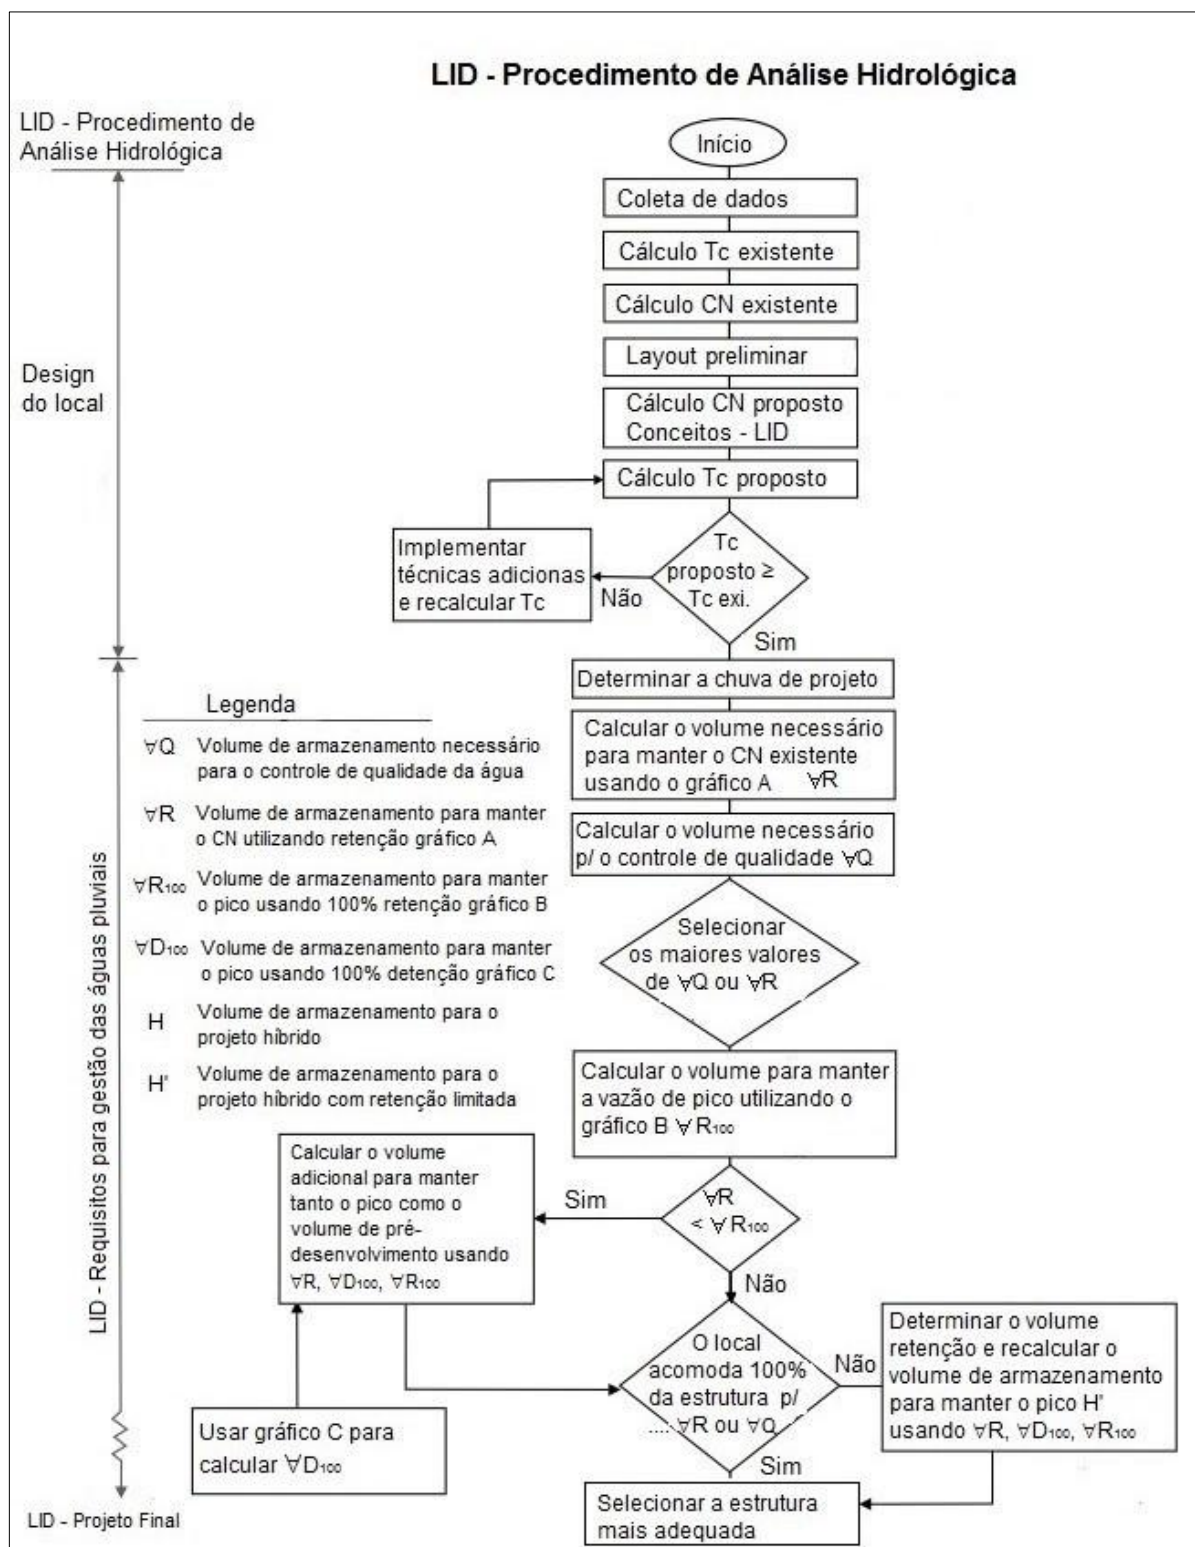 LID - Procedimento de Análise Hidrológica
LID - Procedimento de
Análise Hidrológica
Início
Coleta de dados
Cálculo Tc existente
Cálculo CN existente
Layout preliminar
Design
do local
Cálculo CN proposto
Conceitos - LID
Cálculo Tc proposto
Implementar
técnicas adicionas
e recalcular Tc
Não
Tc
proposto ≥
Tc exi.
Sim
Determinar a chuva de projeto
Calcular o volume necessário
para manter o CN existente
usando o gráfico A ∀R
Calcular o volume necessário
p/ o controle de qualidade ∀Q
Selecionar
os maiores valores
de ∀Q ou ∀R
Calcular o volume para manter
a vazão de pico utilizando o
gráfico B ∀R100
Legenda
∀Q Volume de armazenamento necessário
para o controle de qualidade da água
∀R Volume de armazenamento para manter
o CN utilizando retenção gráfico A
∀R100 Volume de armazenamento para manter
o pico usando 100% retenção gráfico B
∀D100 Volume de armazenamento para manter
o pico usando 100% detenção gráfico C
H Volume de armazenamento para o
projeto híbrido
H' Volume de armazenamento para o
projeto híbrido com retenção limitada
LID - Requisitos para gestão das águas pluviais
Calcular o volume
adicional para manter
tanto o pico como o
volume de pré-
desenvolvimento usando
∀R, ∀D100, ∀R100
Sim
∀R
< ∀R100
Não
Usar gráfico C para
calcular ∀D100
O local
acomoda 100%
da estrutura p/
.... ∀R ou ∀Q
Não
Determinar o volume
retenção e recalcular o
volume de armazenamento
para manter o pico H'
usando ∀R, ∀D100, ∀R100
Sim
Selecionar a estrutura
mais adequada
LID - Projeto Final